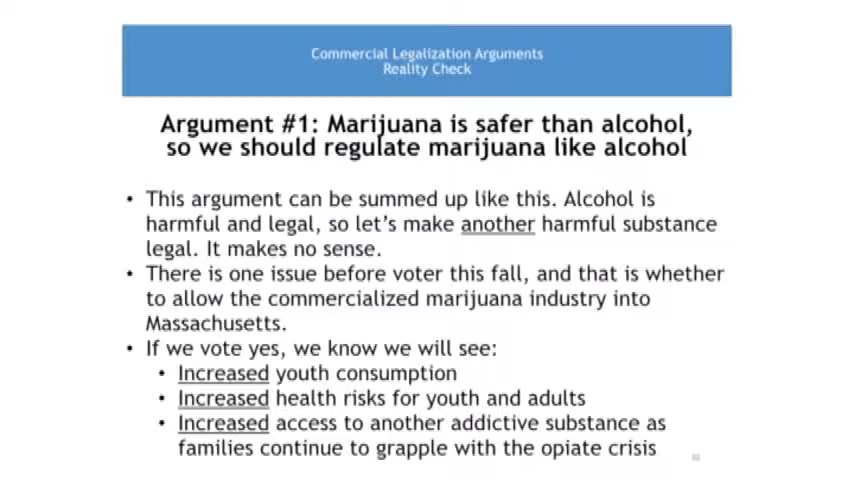 Commercial Legalization Arguments
Reality Check
Argument #1: Marijuana is safer than alcohol,
so we should regulate marijuana like alcohol
• This argument can be summed up like this. Alcohol is
harmful and legal, so let's make another harmful substance
legal. It makes no sense.
• There is one issue before voter this fall, and that is whether
to allow the commercialized marijuana industry into
Massachusetts.
• If we vote yes, we know we will see:
• Increased youth consumption
• Increased health risks for youth and adults
• Increased access to another addictive substance as
families continue to grapple with the opiate crisis